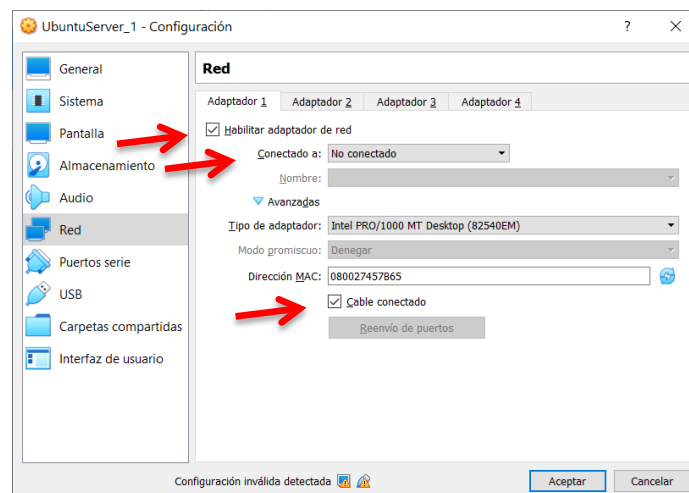 UbuntuServer_1 - Configuración
?
General
Sistema
Pantalla
Almacenamiento
Audio
Red
Puertos serie
USB
Carpetas compartidas
Interfaz de usuario
Red
Adaptador 1 Adaptador 2 Adaptador 3 Adaptador 4
Habilitar adaptador de red
Conectado a: No conectado
Nombre:
Avanzadas
Tipo de adaptador: Intel PRO/1000 MT Desktop (82540EM)
Modo promiscuo: Denegar
Dirección MAC: 080027457B65
Cable conectado
Reenvío de puertos
Configuración inválida detectada
Aceptar Cancelar